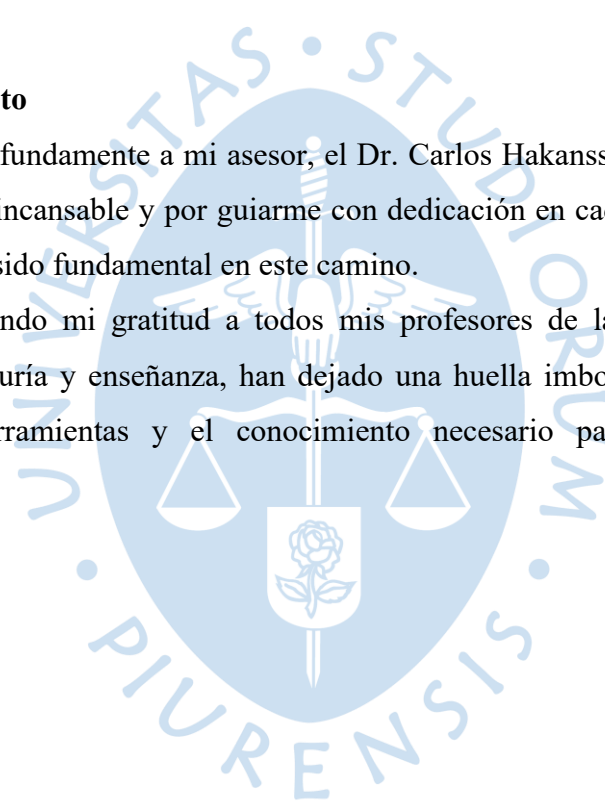 to
fundamente a mi asesor, el Dr. Carlos Hakanss
incansable y por guiarme con dedicación en ca
sido fundamental en este camino.
ndo mi gratitud a todos mis profesores de la
uría y enseñanza, han dejado una huella imbo
rramientas y el conocimiento necesario pa
UNIVERSITAS • STUDIORUM • PIURENSIS